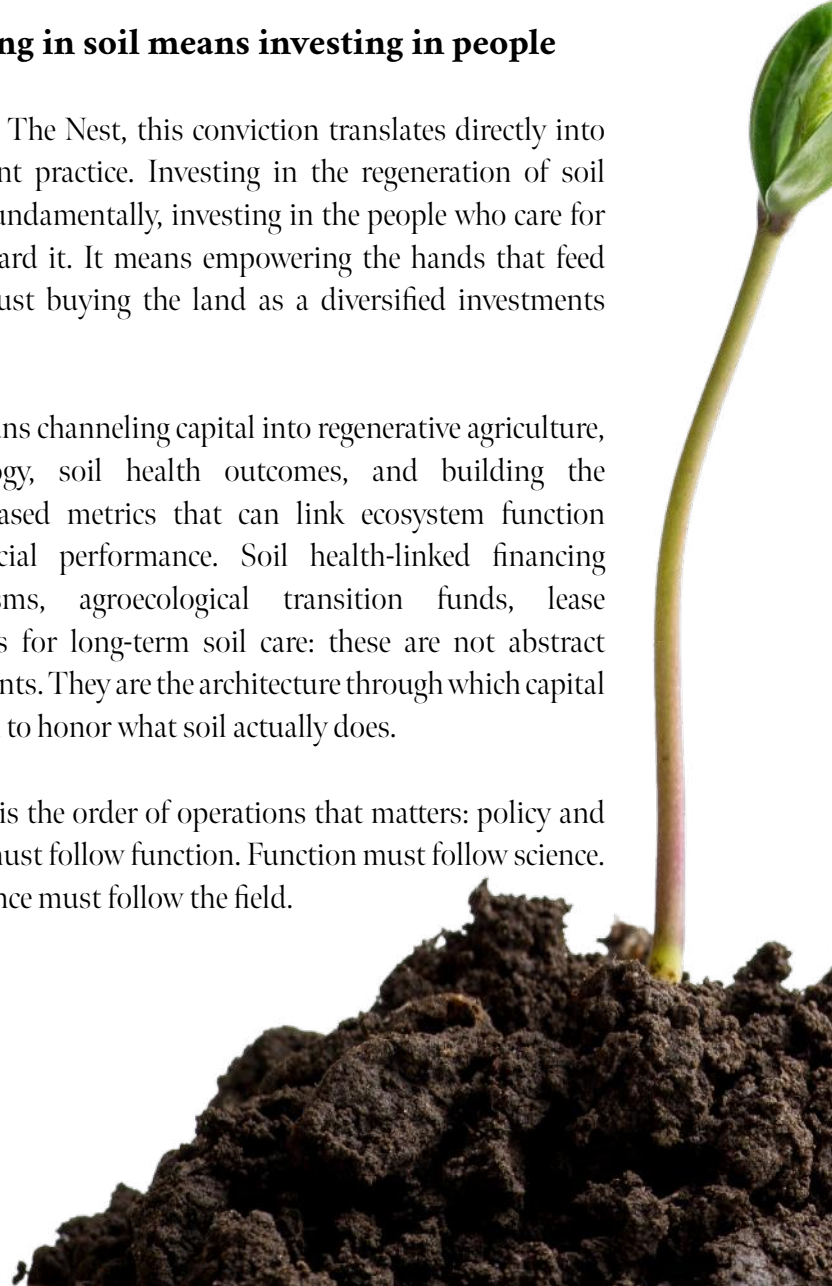 ng in soil means investing in people
The Nest, this conviction translates directly into
nt practice. Investing in the regeneration of soil
undamentally, investing in the people who care for
ard it. It means empowering the hands that feed
ust buying the land as a diversified investments
ns channeling capital into regenerative agriculture,
gy, soil health outcomes, and building the
ased metrics that can link ecosystem function
cial performance. Soil health-linked financing
sms, agroecological transition funds, lease
s for long-term soil care: these are not abstract
nts. They are the architecture through which capital
to honor what soil actually does.
is the order of operations that matters: policy and
must follow function. Function must follow science.
nce must follow the field.